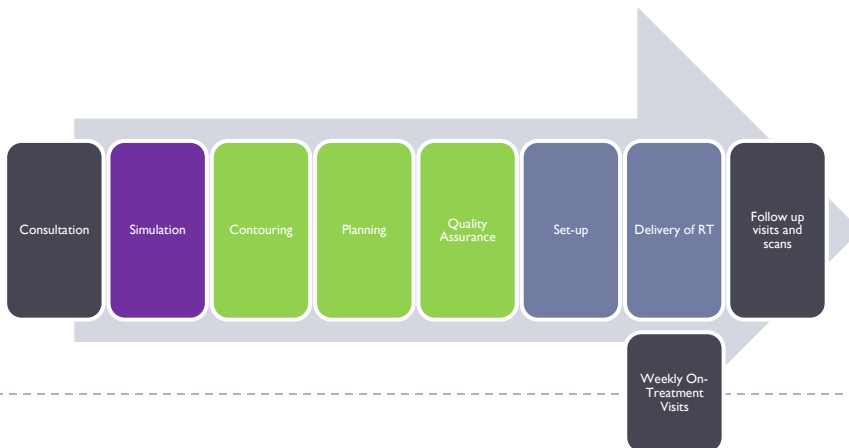 Consultation
Simulation
Contouring
Planning
Quality
Assurance
Set-up
Delivery of RT
Follow up
visits and
scans
Weekly On-
Treatment
Visits